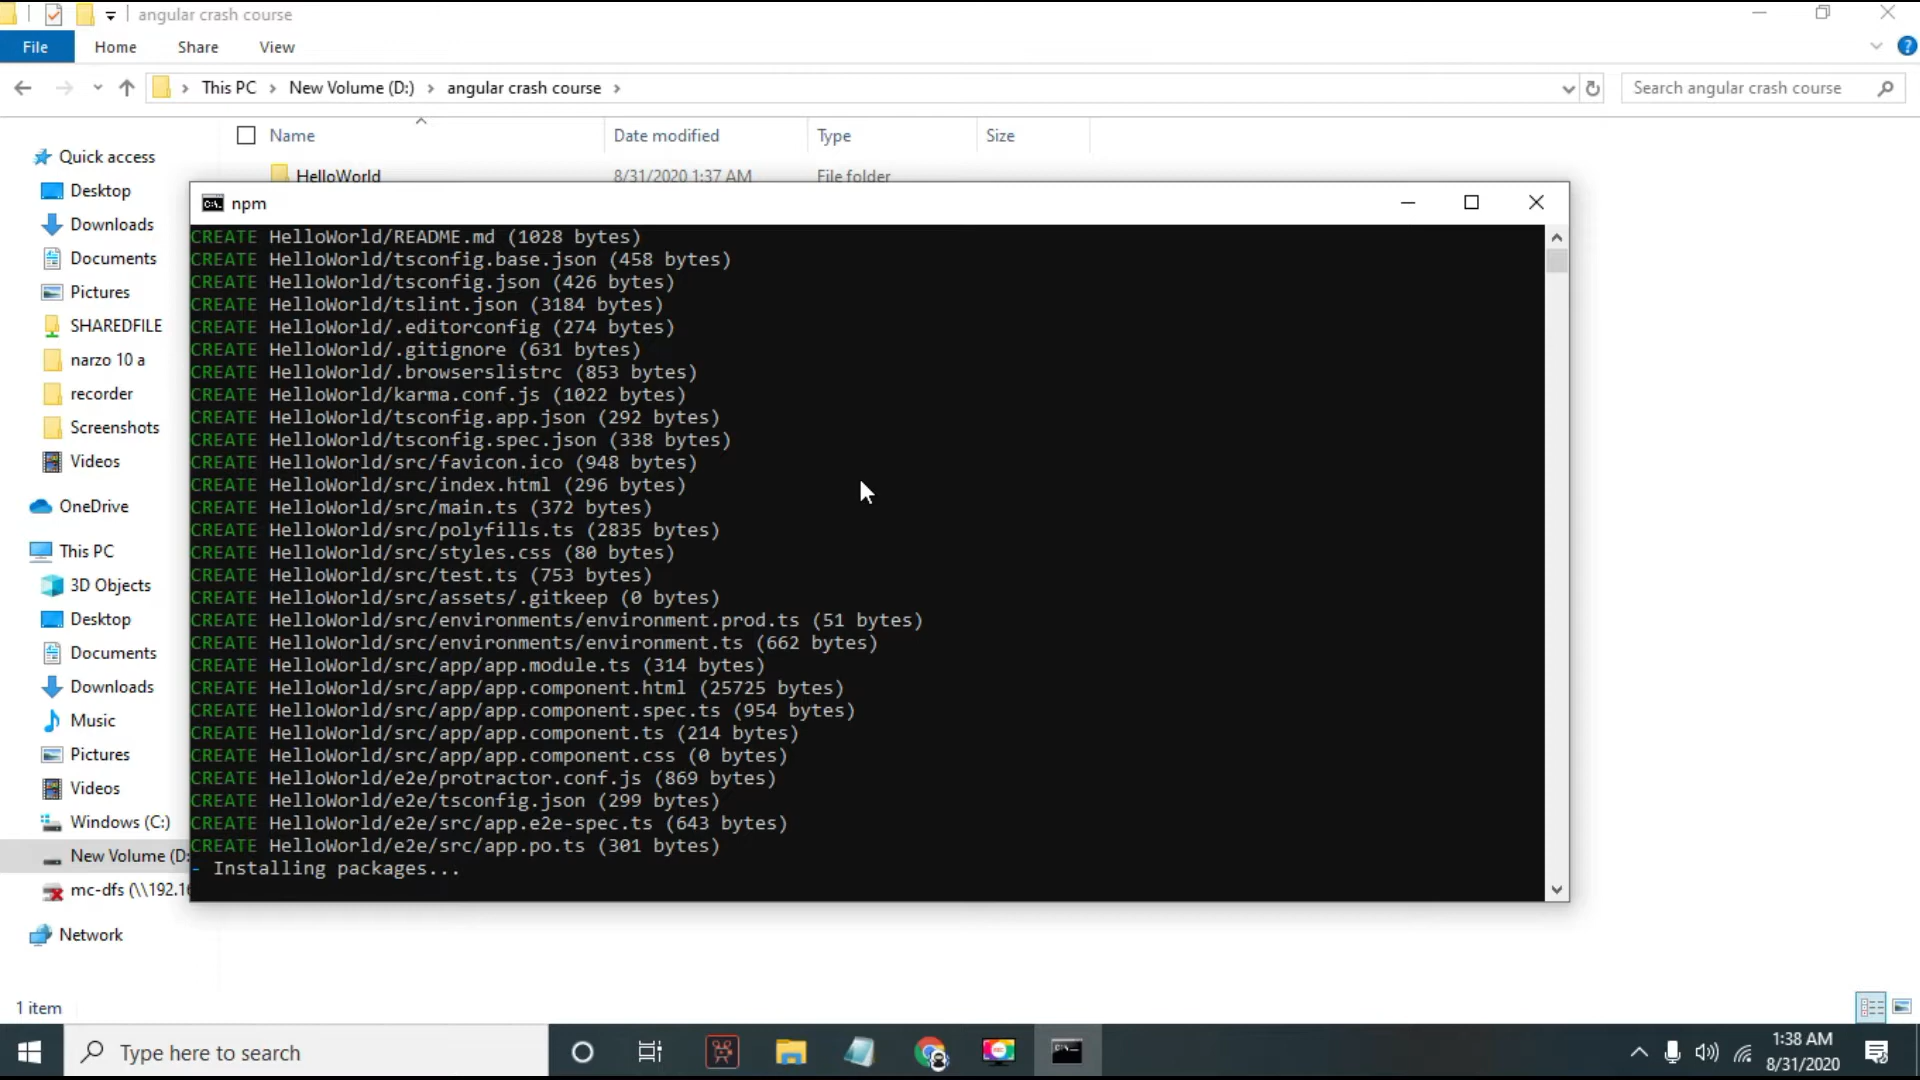 angular crash course
File Home Share View
This PC New Volume (D:) angular crash course
Search angular crash course
Name Date modified Type Size
HelloWorld 8/31/2020 1:37 AM File folder
Quick access
Desktop
Downloads
Documents
Pictures
SHAREDFILE
narzo 10 a
recorder
Screenshots
Videos
OneDrive
This PC
3D Objects
Desktop
Documents
Downloads
Music
Pictures
Videos
Windows (C:)
New Volume (D:
mc-dfs (\\192.16
Network
1 item
npm
CREATE HelloWorld/README.md (1028 bytes)
CREATE HelloWorld/tsconfig.base.json (458 bytes)
CREATE HelloWorld/tsconfig.json (426 bytes)
CREATE HelloWorld/tslint.json (3184 bytes)
CREATE HelloWorld/.editorconfig (274 bytes)
CREATE HelloWorld/.gitignore (631 bytes)
CREATE HelloWorld/.browserslistrc (853 bytes)
CREATE HelloWorld/karma.conf.js (1022 bytes)
CREATE HelloWorld/tsconfig.app.json (292 bytes)
CREATE HelloWorld/tsconfig.spec.json (338 bytes)
CREATE HelloWorld/src/favicon.ico (948 bytes)
CREATE HelloWorld/src/index.html (296 bytes)
CREATE HelloWorld/src/main.ts (372 bytes)
CREATE HelloWorld/src/polyfills.ts (2835 bytes)
CREATE HelloWorld/src/styles.css (80 bytes)
CREATE HelloWorld/src/test.ts (753 bytes)
CREATE HelloWorld/src/assets/.gitkeep (0 bytes)
CREATE HelloWorld/src/environments/environment.prod.ts (51 bytes)
CREATE HelloWorld/src/environments/environment.ts (662 bytes)
CREATE HelloWorld/src/app/app.module.ts (314 bytes)
CREATE HelloWorld/src/app/app.component.html (25725 bytes)
CREATE HelloWorld/src/app/app.component.spec.ts (954 bytes)
CREATE HelloWorld/src/app/app.component.ts (214 bytes)
CREATE HelloWorld/src/app/app.component.css (0 bytes)
CREATE HelloWorld/e2e/protractor.conf.js (869 bytes)
CREATE HelloWorld/e2e/tsconfig.json (299 bytes)
CREATE HelloWorld/e2e/src/app.e2e-spec.ts (643 bytes)
CREATE HelloWorld/e2e/src/app.po.ts (301 bytes)
- Installing packages...
Type here to search
1:38 AM
8/31/2020